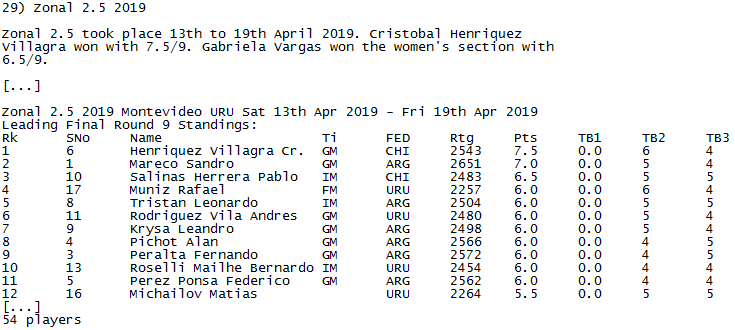 29) Zonal 2.5 2019
Zonal 2.5 took place 13th to 19th April 2019. Cristobal Henriquez
Villagra won with 7.5/9. Gabriela Vargas won the women's section with
6.5/9.
[...]
Zonal 2.5 2019 Montevideo URU Sat 13th Apr 2019 - Fri 19th Apr 2019
Leading Final Round 9 Standings:
Rk SNo Name Ti FED Rtg Pts TB1 TB2 TB3
1 6 Henriquez Villagra Cr. GM CHI 2543 7.5 0.0 6 4
2 1 Mareco Sandro GM ARG 2651 7.0 0.0 5 4
3 10 Salinas Herrera Pablo IM CHI 2483 6.5 0.0 5 5
4 17 Muniz Rafael FM URU 2257 6.0 0.0 6 4
5 8 Tristan Leonardo IM ARG 2504 6.0 0.0 5 5
6 11 Rodriguez Vila Andres GM URU 2480 6.0 0.0 5 4
7 9 Krysa Leandro GM ARG 2498 6.0 0.0 5 4
8 4 Pichot Alan GM ARG 2566 6.0 0.0 4 5
9 3 Peralta Fernando GM ARG 2572 6.0 0.0 4 5
10 13 Roselli Mailhe Bernardo IM URU 2454 6.0 0.0 4 4
11 5 Perez Ponsa Federico GM ARG 2562 6.0 0.0 4 4
12 16 Michailov Matias URU 2264 5.5 0.0 5 5
[...]
54 players